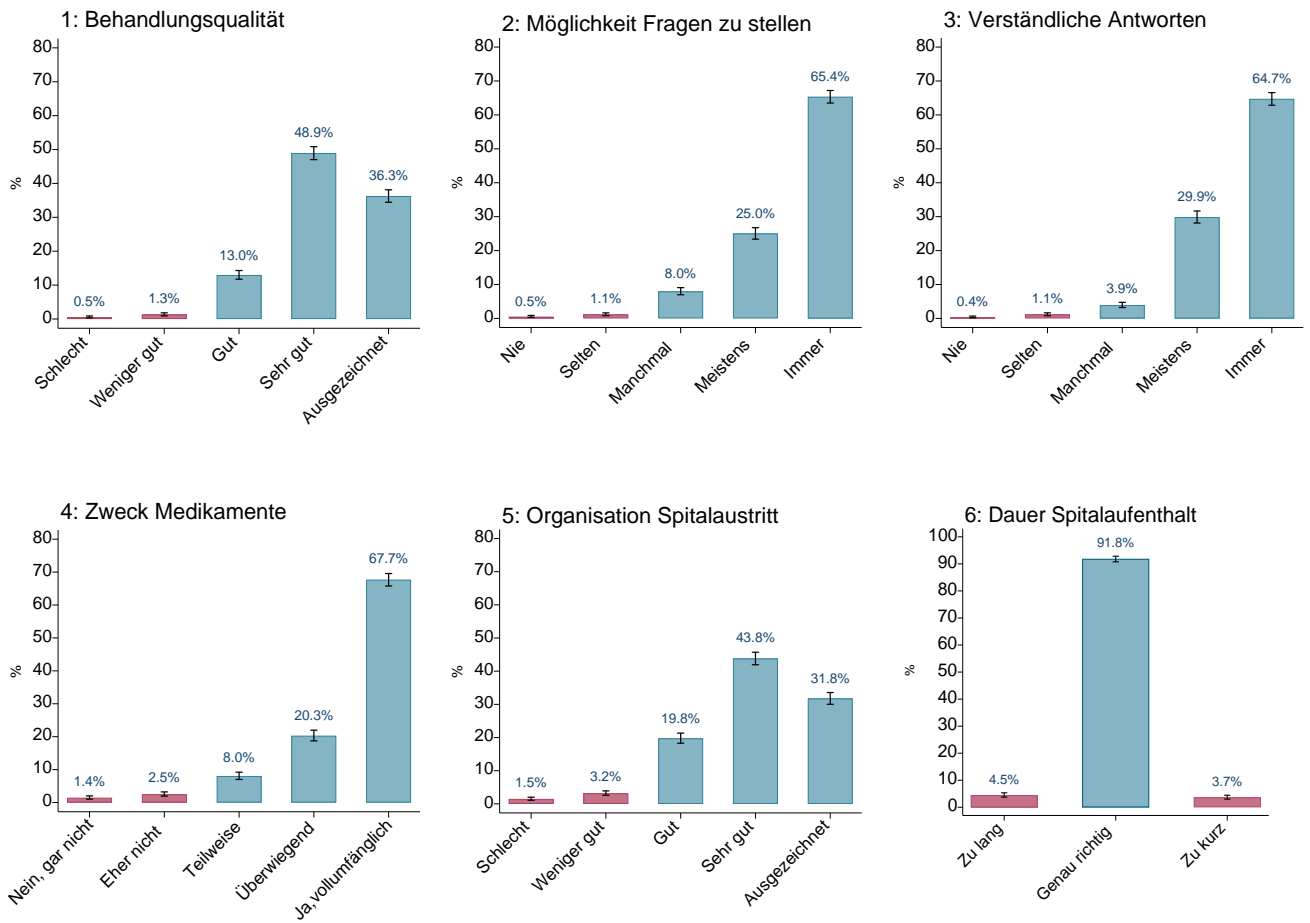 1: Behandlungsqualität
80
70
60
50
40
30
20
10
0
%
0.5%
1.3%
13.0%
48.9%
36.3%
Schlecht
Weniger gut
Gut
Sehr gut
Ausgezeichnet
2: Möglichkeit Fragen zu stellen
80
70
60
50
40
30
20
10
0
%
0.5%
1.1%
8.0%
25.0%
65.4%
Nie
Selten
Manchmal
Meistens
Immer
3: Verständliche Antworten
80
70
60
50
40
30
20
10
0
%
0.4%
1.1%
3.9%
29.9%
64.7%
Nie
Selten
Manchmal
Meistens
Immer
4: Zweck Medikamente
80
70
60
50
40
30
20
10
0
%
1.4%
2.5%
8.0%
20.3%
67.7%
Nein, gar nicht
Eher nicht
Teilweise
Überwiegend
Ja, vollumfänglich
5: Organisation Spitalaustritt
80
70
60
50
40
30
20
10
0
%
1.5%
3.2%
19.8%
43.8%
31.8%
Schlecht
Weniger gut
Gut
Sehr gut
Ausgezeichnet
6: Dauer Spitalaufenthalt
100
90
80
70
60
50
40
30
20
10
0
%
4.5%
91.8%
3.7%
Zu lang
Genau richtig
Zu kurz